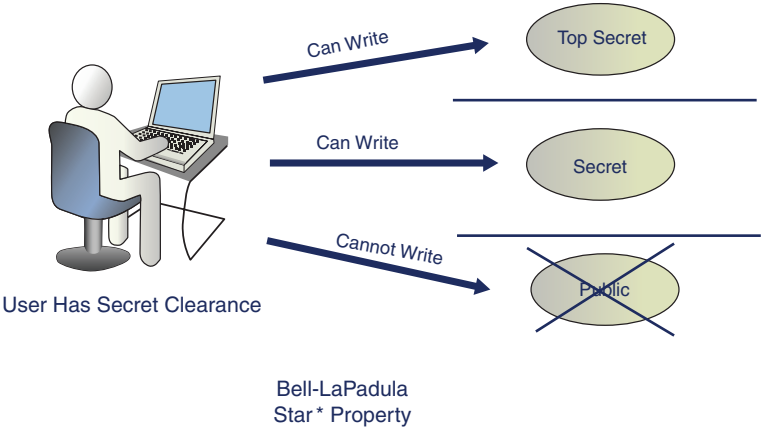 Can Write
Top Secret
Can Write
Secret
Cannot Write
Public
User Has Secret Clearance
Bell-LaPadula
Star * Property